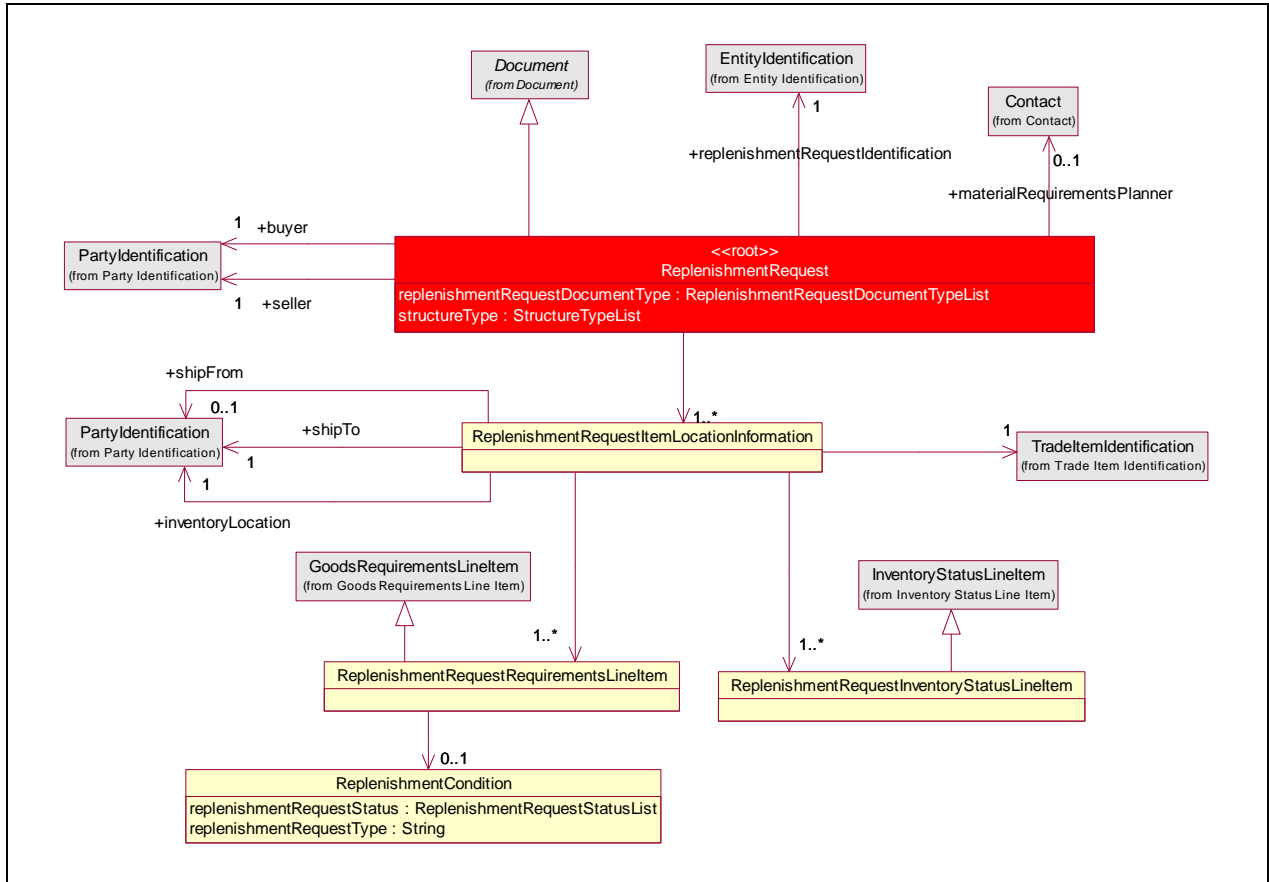 Document
(from Document)
EntityIdentification
(from Entity Identification)
1
Contact
(from Contact)
0..1
+replenishmentRequestIdentification
+materialRequirementsPlanner
1
+buyer
PartyIdentification
(from Party Identification)
1
+seller
<<root>>
ReplenishmentRequest
replenishmentRequestDocumentType : ReplenishmentRequestDocumentTypeList
structureType : StructureTypeList
+shipFrom
0..1
1..*
PartyIdentification
(from Party Identification)
+shipTo
1
1
+inventoryLocation
ReplenishmentRequestItemLocationInformation
1
TradeItemIdentification
(from Trade Item Identification)
GoodsRequirementsLineItem
(from Goods Requirements Line Item)
InventoryStatusLineItem
(from Inventory Status Line Item)
1..*
1..*
ReplenishmentRequestRequirementsLineItem
ReplenishmentRequestInventoryStatusLineItem
0..1
ReplenishmentCondition
replenishmentRequestStatus : ReplenishmentRequestStatusList
replenishmentRequestType : String